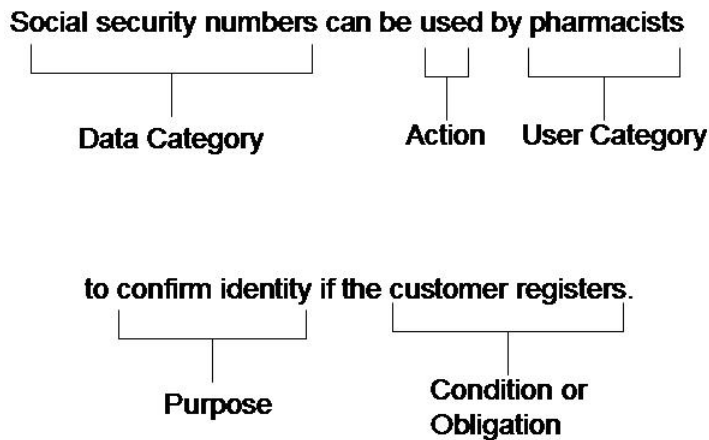 Social security numbers can be used by pharmacists
Data Category Action User Category
to confirm identity if the customer registers.
Purpose Condition or
Obligation